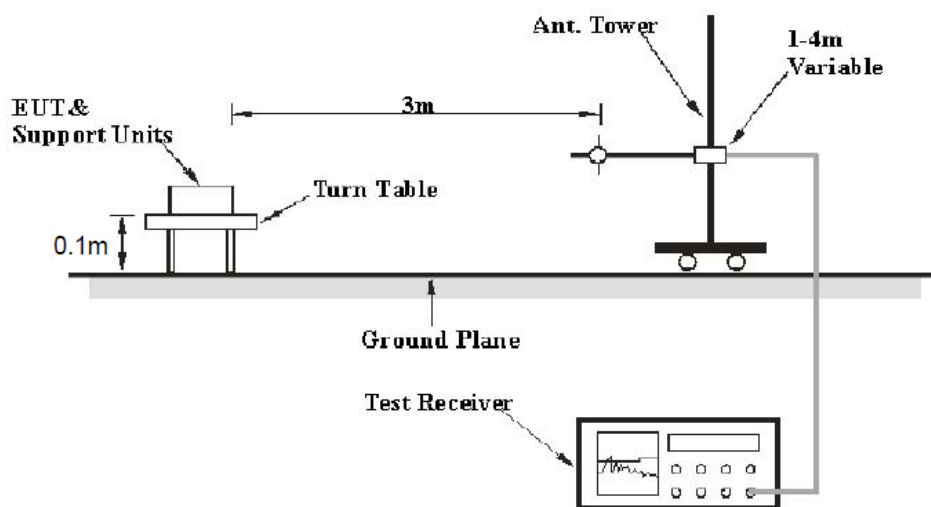 Ant. Tower
1-4m
Variable
EUT&
Support Units
3m
Turn Table
0.1m
Ground Plane
Test Receiver